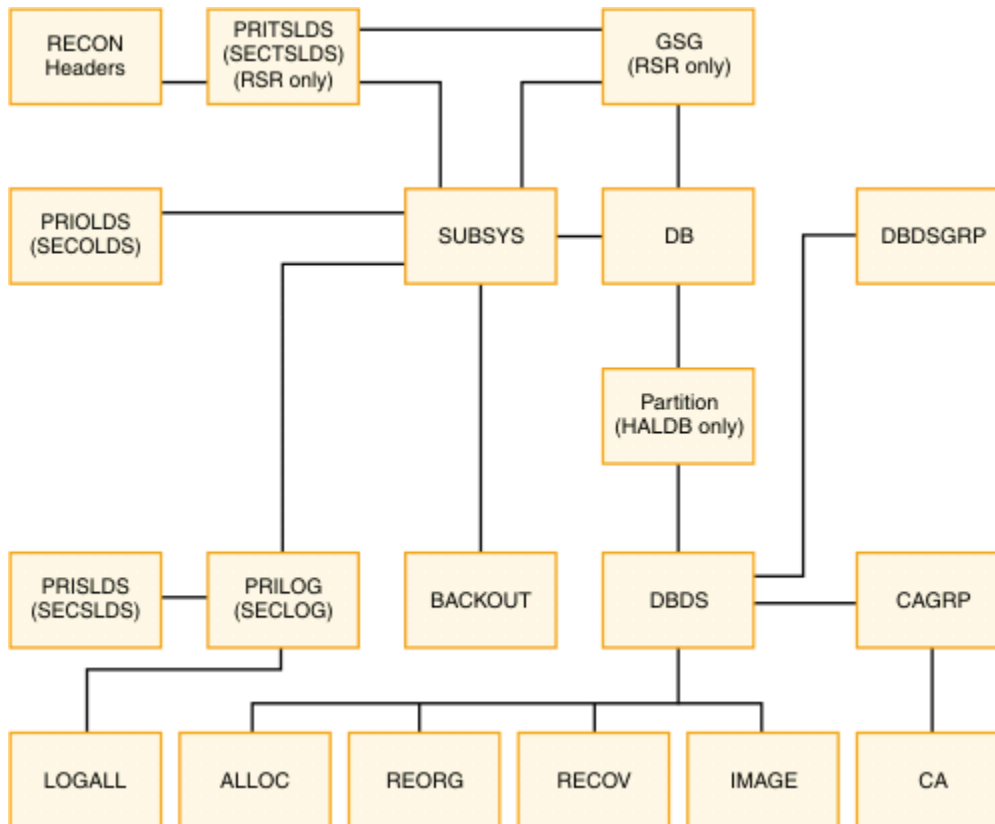 RECON
Headers
PRITSLDS
(SECTSLDS)
(RSR only)
GSG
(RSR only)
PRIOLDS
(SECOLDS)
SUBSYS
DB
DBDSGRP
Partition
(HALDB only)
PRISLDS
(SECSLDS)
PRILOG
(SECLOG)
BACKOUT
DBDS
CAGRP
LOGALL
ALLOC
REORG
RECOV
IMAGE
CA